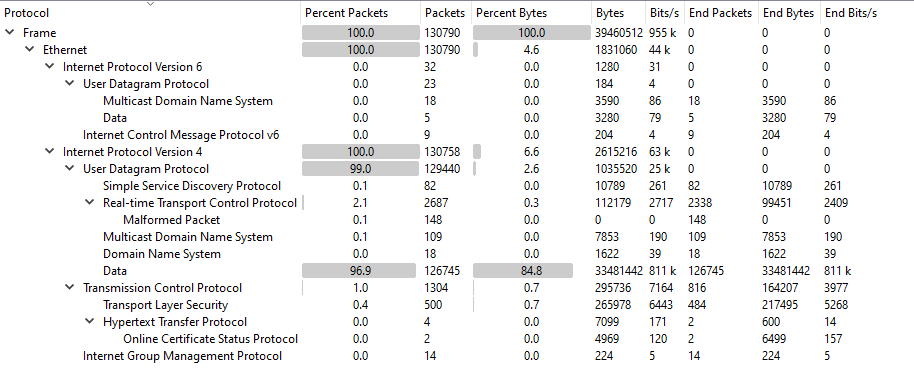 Protocol Percent Packets Packets Percent Bytes Bytes Bits/s End Packets End Bytes End Bits/s
Frame 100.0 130790 100.0 39460512 955 k 0 0 0
Ethernet 100.0 130790 4.6 1831060 44 k 0 0 0
Internet Protocol Version 6 0.0 32 0.0 1280 31 0 0 0
User Datagram Protocol 0.0 23 0.0 184 4 0 0 0
Multicast Domain Name System 0.0 18 0.0 3590 86 18 3590 86
Data 0.0 5 0.0 3280 79 5 3280 79
Internet Control Message Protocol v6 0.0 9 0.0 204 4 9 204 4
Internet Protocol Version 4 100.0 130758 6.6 2615216 63 k 0 0 0
User Datagram Protocol 99.0 129440 2.6 1035520 25 k 0 0 0
Simple Service Discovery Protocol 0.1 82 0.0 10789 261 82 10789 261
Real-time Transport Control Protocol 2.1 2687 0.3 112179 2717 2338 99451 2409
Malformed Packet 0.1 148 0.0 0 0 148 0 0
Multicast Domain Name System 0.1 109 0.0 7853 190 109 7853 190
Domain Name System 0.0 18 0.0 1622 39 18 1622 39
Data 96.9 126745 84.8 33481442 811 k 126745 33481442 811 k
Transmission Control Protocol 1.0 1304 0.7 295736 7164 816 164207 3977
Transport Layer Security 0.4 500 0.7 265978 6443 484 217495 5268
Hypertext Transfer Protocol 0.0 4 0.0 7099 171 2 600 14
Online Certificate Status Protocol 0.0 2 0.0 4969 120 2 6499 157
Internet Group Management Protocol 0.0 14 0.0 224 5 14 224 5